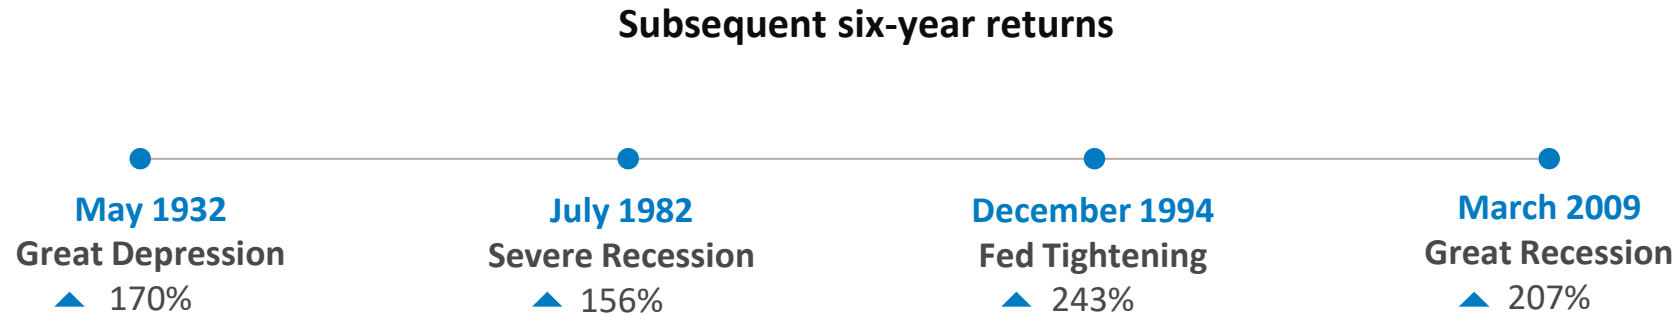 Subsequent six-year returns
May 1932
Great Depression
170%
July 1982
Severe Recession
156%
December 1994
Fed Tightening
243%
March 2009
Great Recession
207%